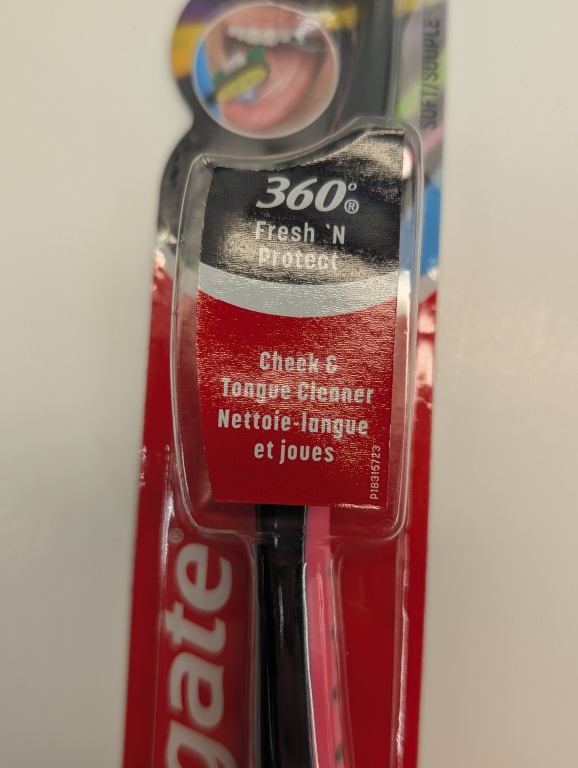 SOFT/SOUPLE
360°®
Fresh 'N
Protect
Cheek &
Tongue Cleaner
Nettoie-langue
et joues
P18315723
gate®